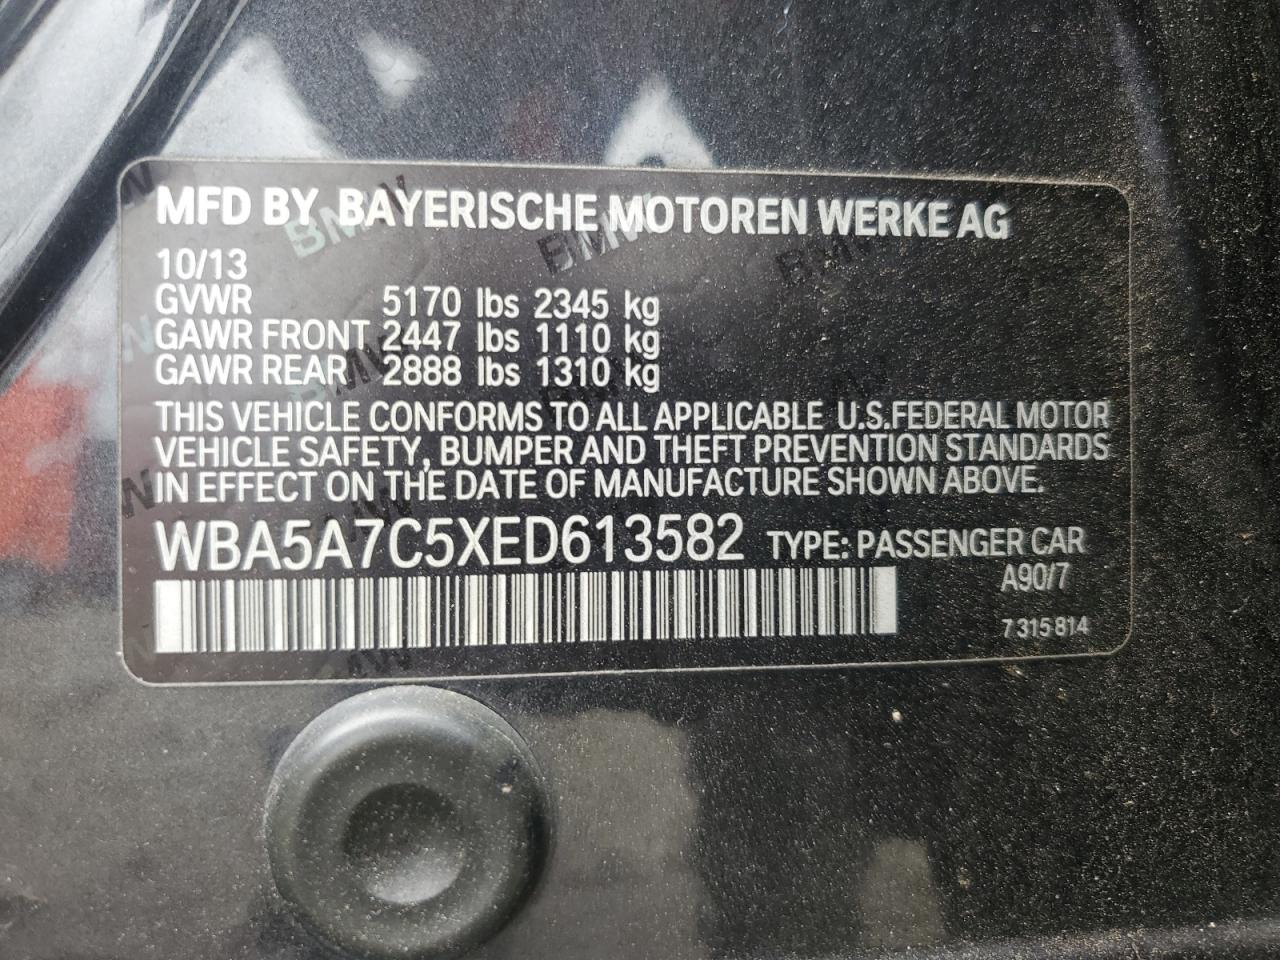 MFD BY BAYERISCHE MOTOREN WERKE AG
10/13
GVWR 5170 lbs 2345 kg
GAWR FRONT 2447 lbs 1110 kg
GAWR REAR 2888 lbs 1310 kg
THIS VEHICLE CONFORMS TO ALL APPLICABLE U.S.FEDERAL MOTOR
VEHICLE SAFETY, BUMPER AND THEFT PREVENTION STANDARDS
IN EFFECT ON THE DATE OF MANUFACTURE SHOWN ABOVE.
WBA5A7C5XED613582 TYPE: PASSENGER CAR
A90/7
7 315 814